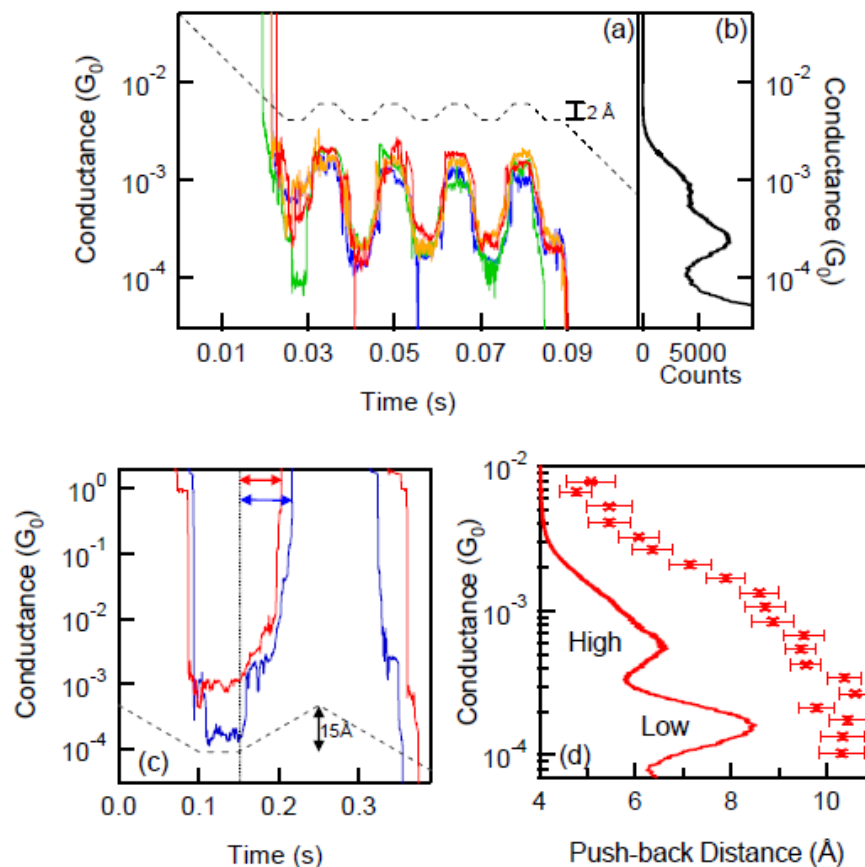 (a)
(b)
Conductance (G0)
10-2
10-3
10-4
2 Å
10-2
10-3
10-4
Conductance (G0)
0.01 0.03 0.05 0.07 0.09
0 5000
Counts
Time (s)
Conductance (G0)
100
10-1
10-2
10-3
10-4
15Å
(c)
0.0 0.1 0.2 0.3
Time (s)
Conductance (G0)
10-2
10-3
10-4
High
Low
(d)
4 6 8 10
Push-back Distance (Å)